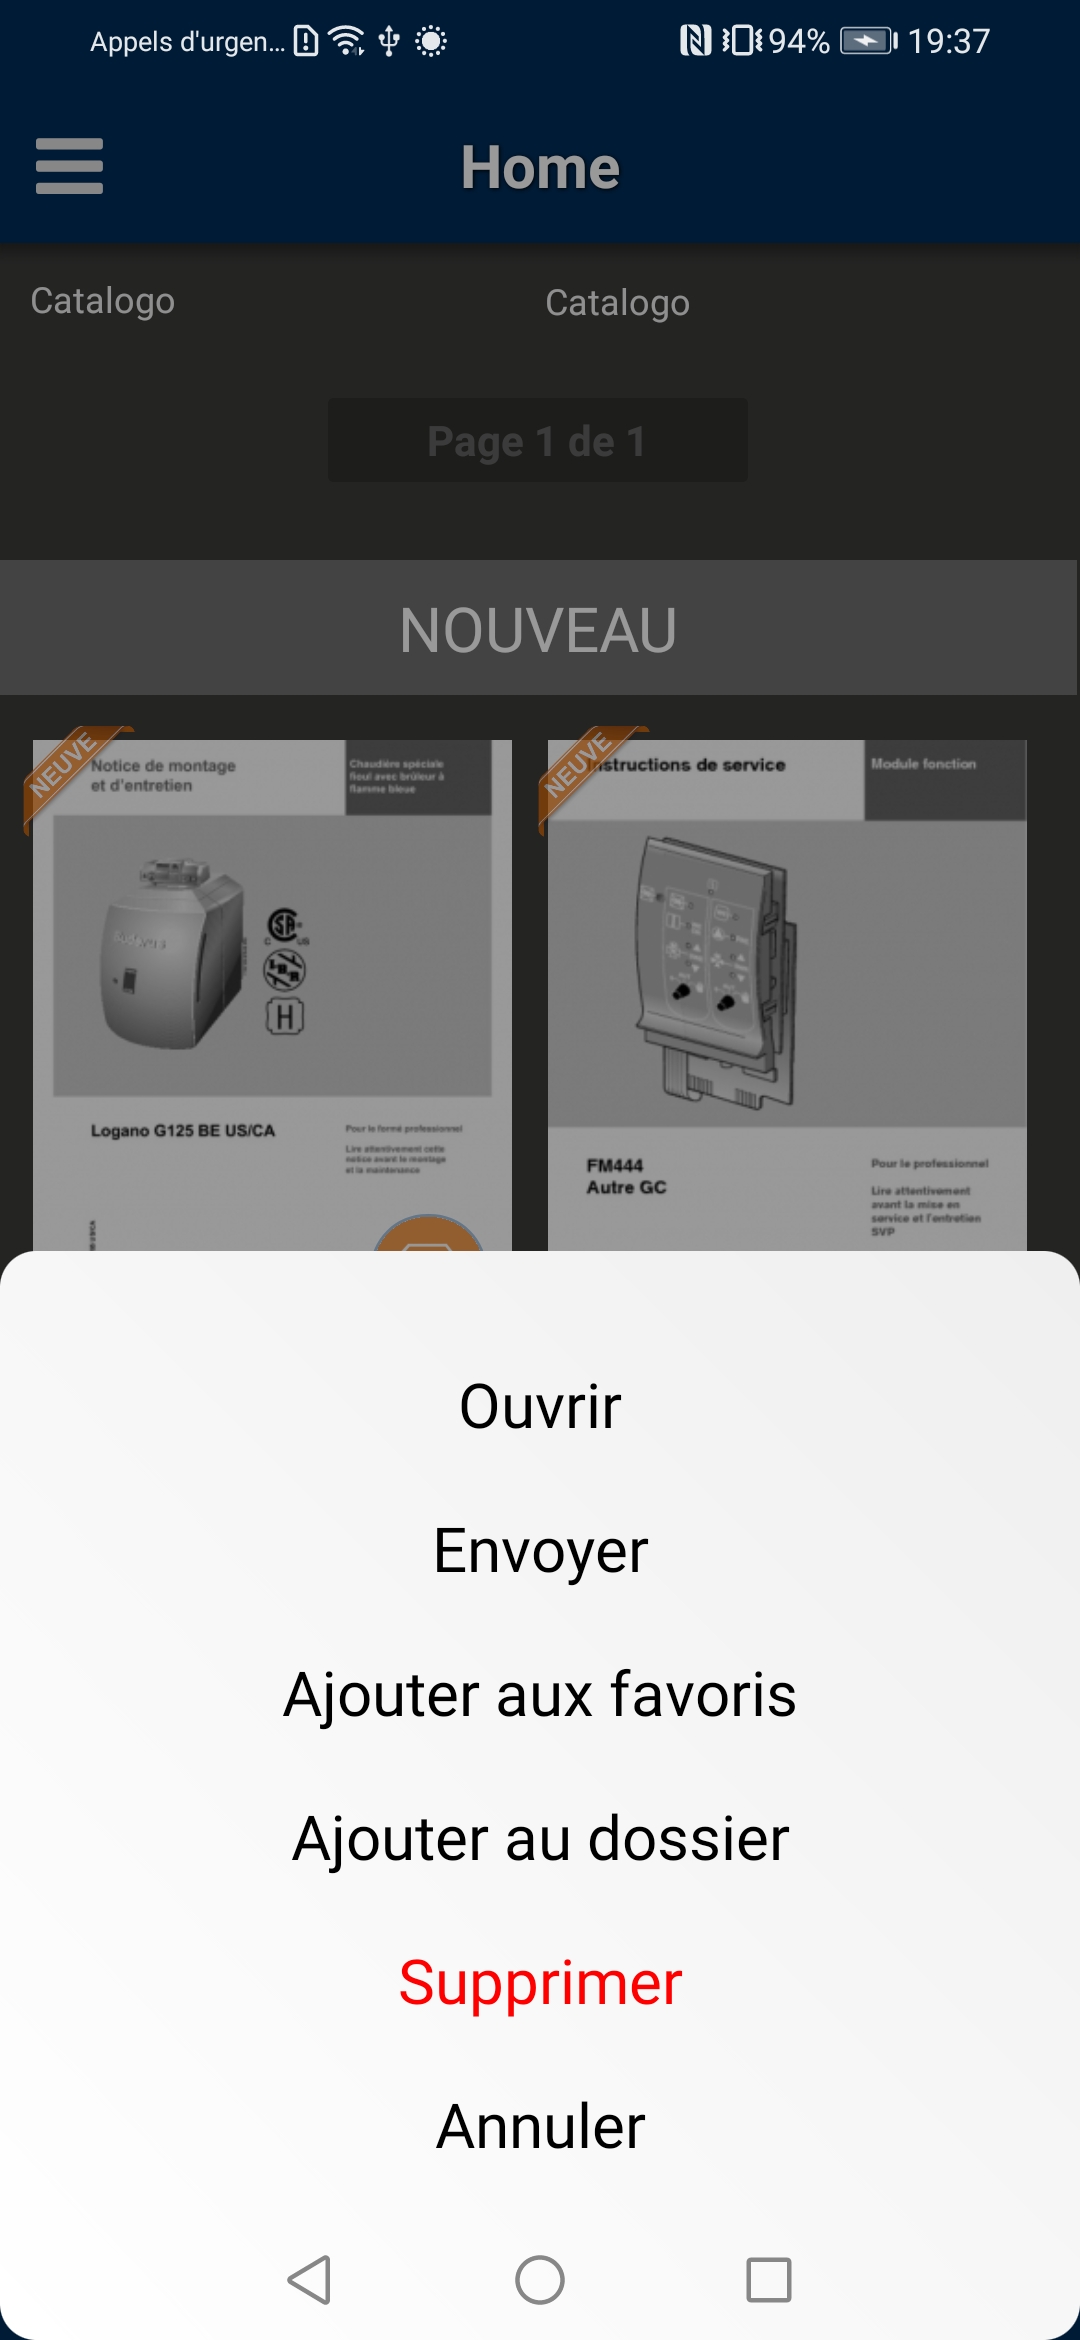 Appels d'urgen... 94% 19:37
Home
Catalogo Catalogo
Page 1 de 1
NOUVEAU
NEUVE
Notice de montage
et d'entretien
Chaudière spéciale
fioul avec brûleur à
flamme bleue
CSA
C US
H
Logano G125 BE US/CA
Pour le professionnel
Lire attentivement cette
notice avant le montage
et la maintenance
NEUVE
Instructions de service
Module fonction
FM444
Autre GC
Pour le professionnel
Lire attentivement
avant la mise en
service et l'entretien
SVP
Ouvrir
Envoyer
Ajouter aux favoris
Ajouter au dossier
Supprimer
Annuler